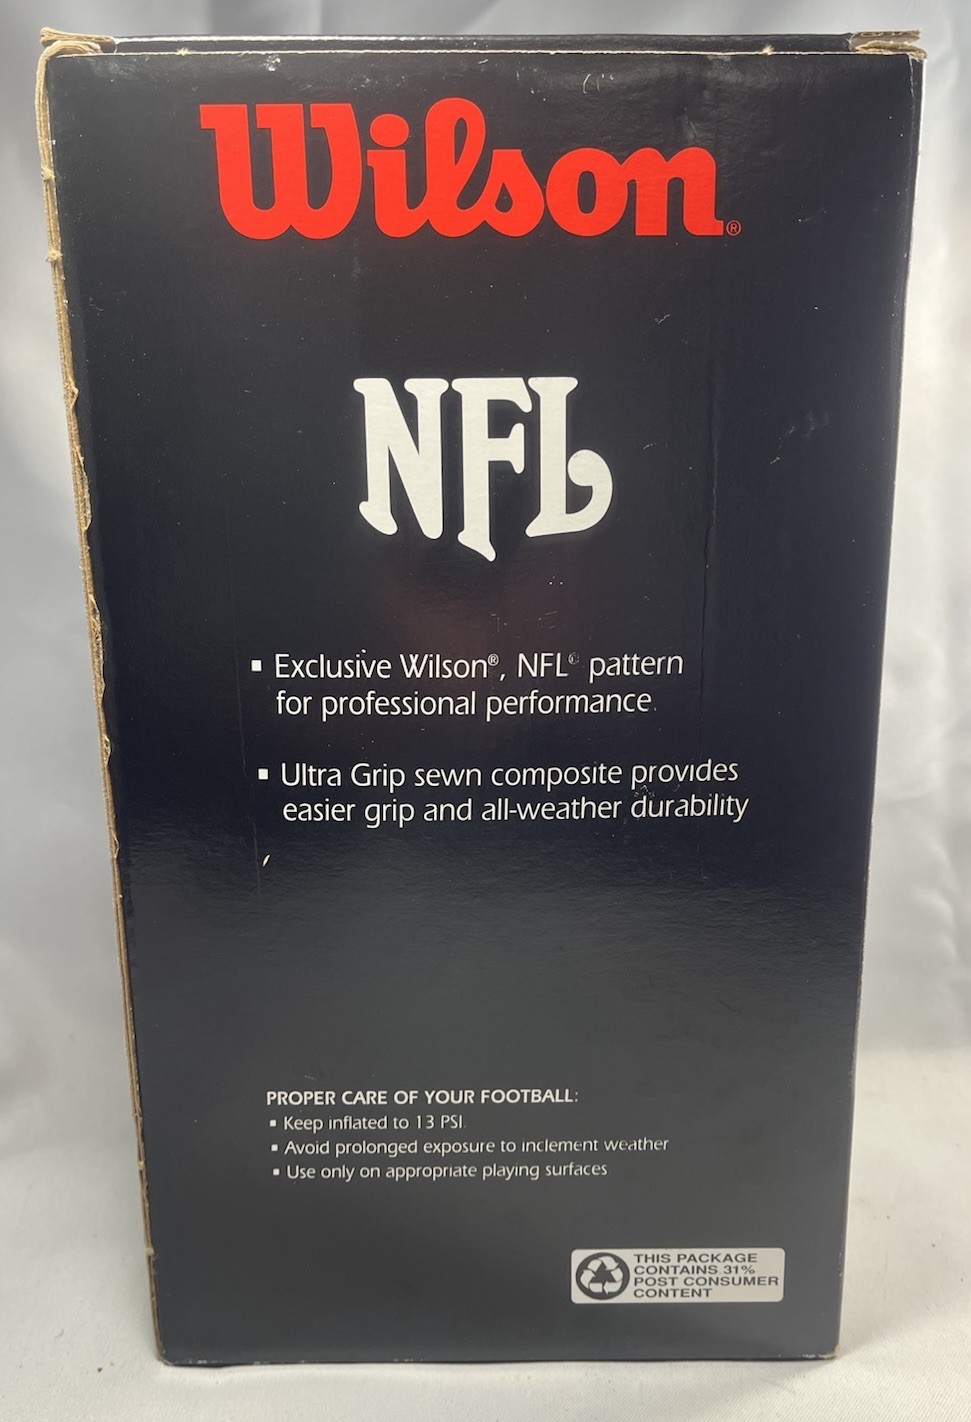 Wilson®
NFL
▪ Exclusive Wilson®, NFL® pattern
for professional performance.
▪ Ultra Grip sewn composite provides
easier grip and all-weather durability
PROPER CARE OF YOUR FOOTBALL:
▪ Keep inflated to 13 PSI.
▪ Avoid prolonged exposure to inclement weather
▪ Use only on appropriate playing surfaces
THIS PACKAGE
CONTAINS 31%
POST CONSUMER
CONTENT